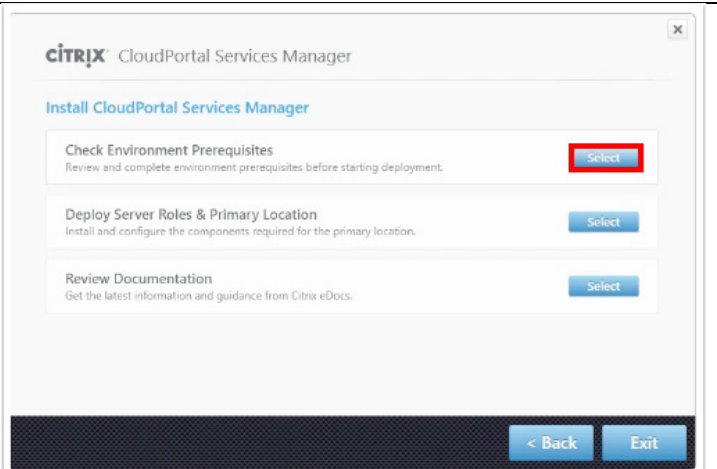 CİTRIX CloudPortal Services Manager
Install CloudPortal Services Manager
Check Environment Prerequisites
Select
Review and complete environment prerequisites before starting deployment.
Deploy Server Roles & Primary Location
Select
Install and configure the components required for the primary location.
Review Documentation
Select
Get the latest information and guidance from Citrix eDocs.
< Back
Exit